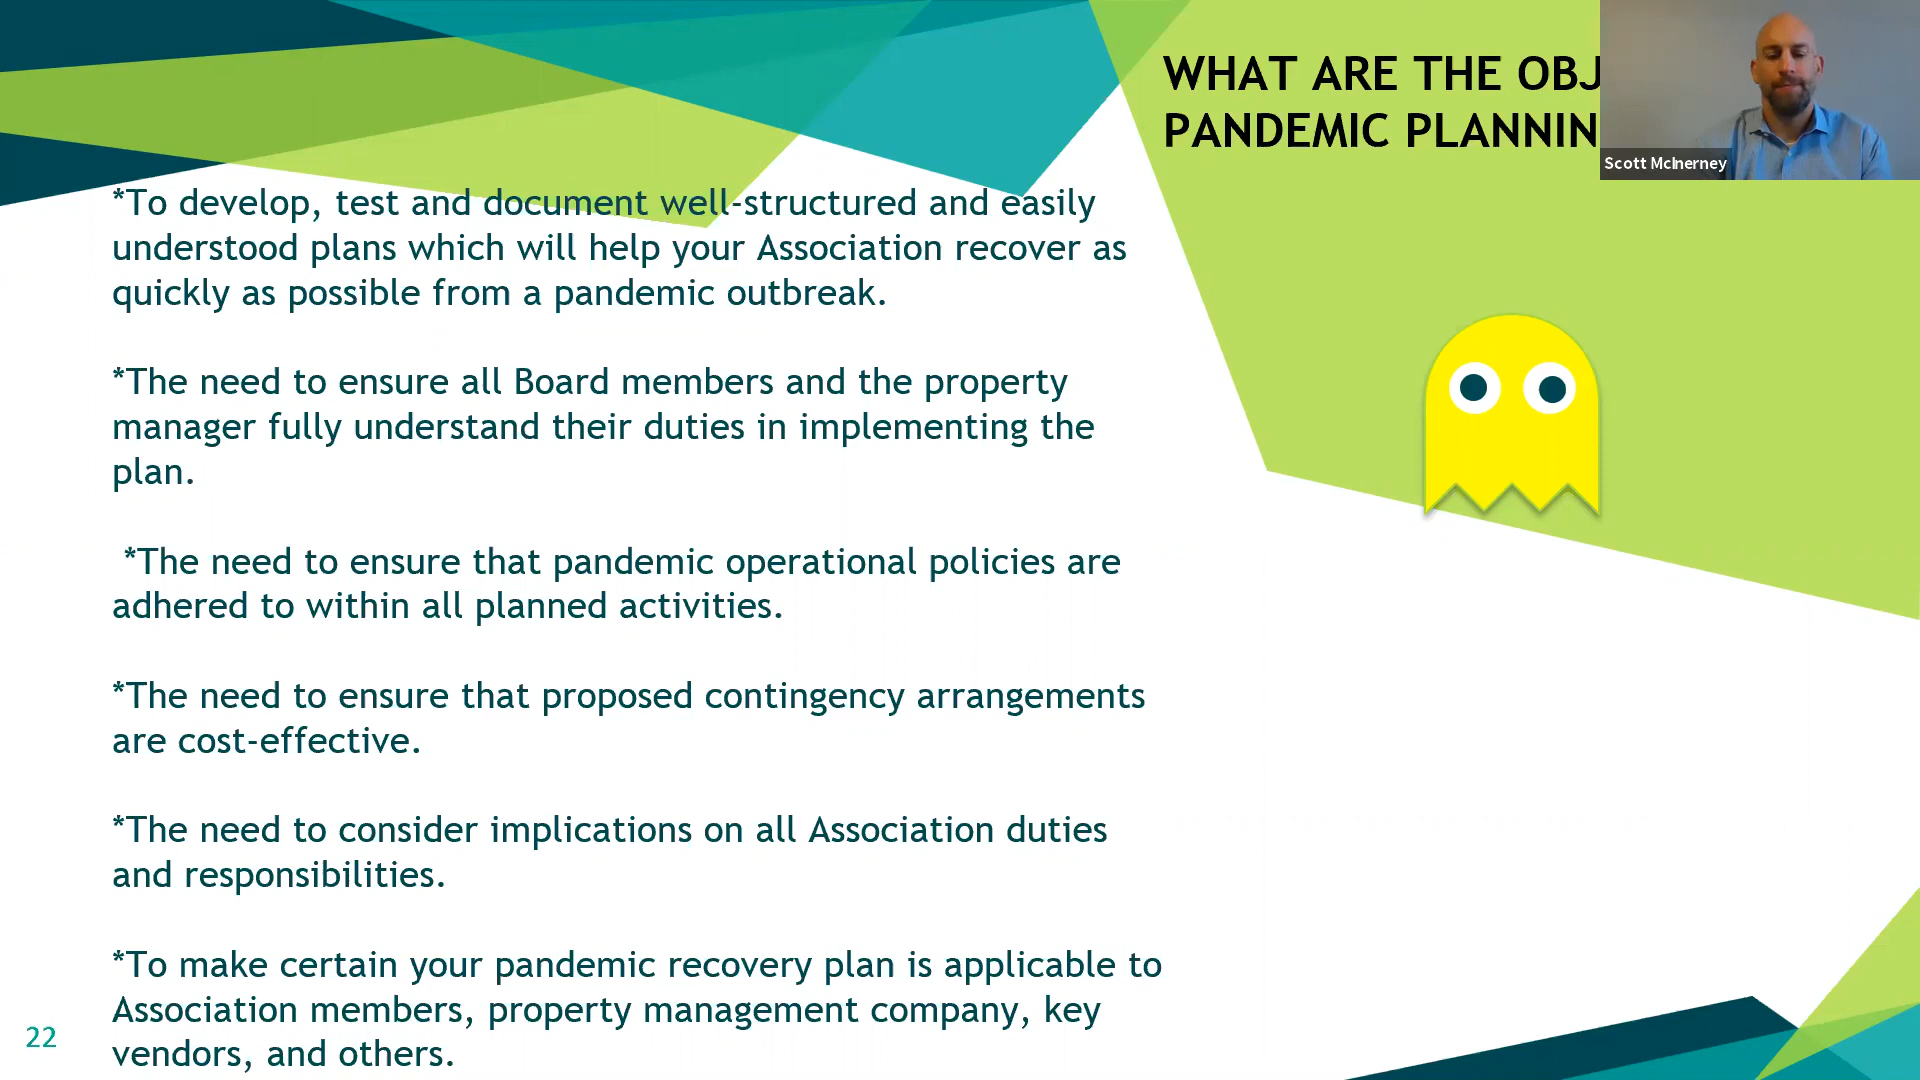 WHAT ARE THE OBJ
PANDEMIC PLANNIN
Scott McInerney
*To develop, test and document well-structured and easily
understood plans which will help your Association recover as
quickly as possible from a pandemic outbreak.
*The need to ensure all Board members and the property
manager fully understand their duties in implementing the
plan.
*The need to ensure that pandemic operational policies are
adhered to within all planned activities.
*The need to ensure that proposed contingency arrangements
are cost-effective.
*The need to consider implications on all Association duties
and responsibilities.
*To make certain your pandemic recovery plan is applicable to
Association members, property management company, key
vendors, and others.
22